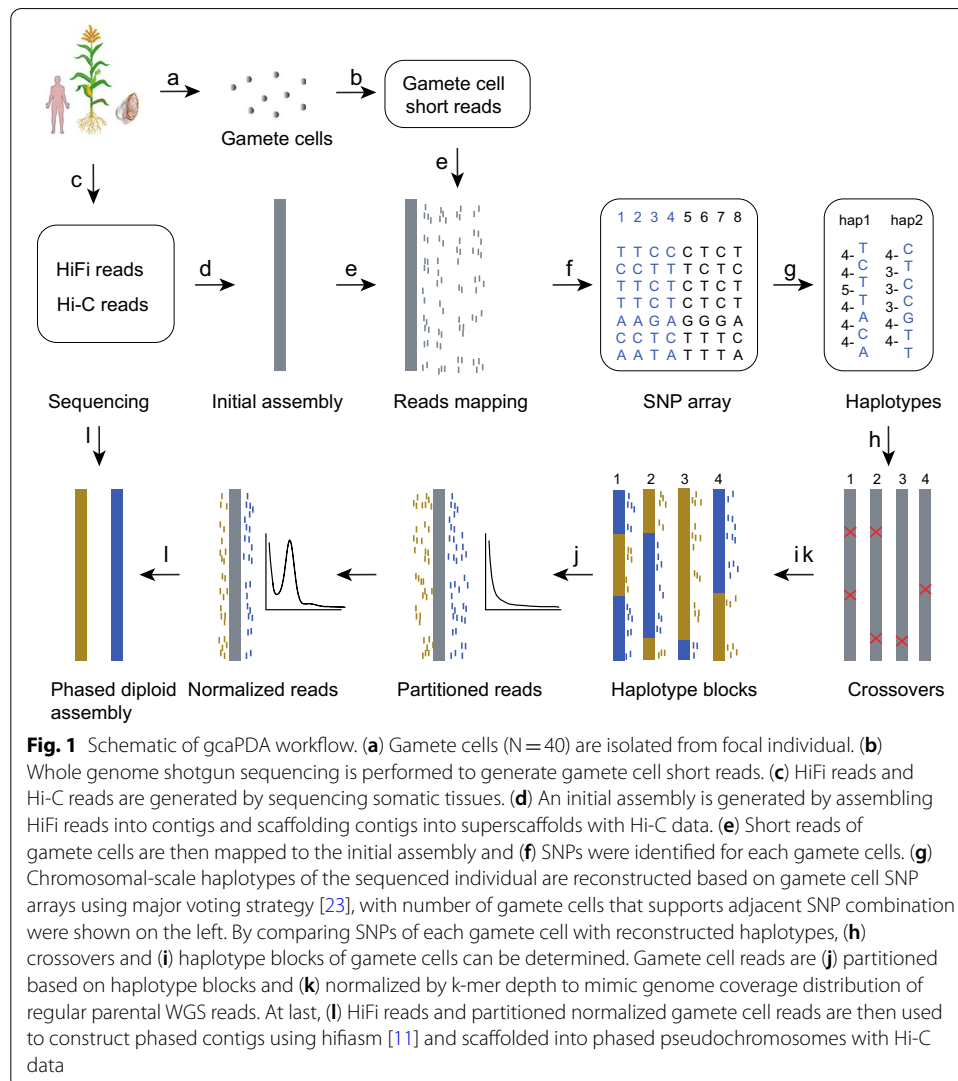 a
b
Gamete cell
short reads
Gamete cells
c
e
HiFi reads
Hi-C reads
d
e
f
1 2 3 4 5 6 7 8
T T C C C T C T
C C T T T C T C
T T C T C T C T
T T C T C T C T
A A G A G G G A
C C T C T T T C
A A T A T T T A
g
hap1 hap2
4- T 4- C
4- C 3- T
5- T 3- C
4- T 3- C
4- A 4- G
4- C 4- T
A T
Sequencing
Initial assembly
Reads mapping
SNP array
Haplotypes
l
h
1 2 3 4
1 2 3 4
l
j
i k
Phased diploid
assembly
Normalized reads
Partitioned reads
Haplotype blocks
Crossovers
Fig. 1 Schematic of gcaPDA workflow. (a) Gamete cells (N = 40) are isolated from focal individual. (b)
Whole genome shotgun sequencing is performed to generate gamete cell short reads. (c) HiFi reads and
Hi-C reads are generated by sequencing somatic tissues. (d) An initial assembly is generated by assembling
HiFi reads into contigs and scaffolding contigs into superscaffolds with Hi-C data. (e) Short reads of
gamete cells are then mapped to the initial assembly and (f) SNPs were identified for each gamete cells. (g)
Chromosomal-scale haplotypes of the sequenced individual are reconstructed based on gamete cell SNP
arrays using major voting strategy [23], with number of gamete cells that supports adjacent SNP combination
were shown on the left. By comparing SNPs of each gamete cell with reconstructed haplotypes, (h)
crossovers and (i) haplotype blocks of gamete cells can be determined. Gamete cell reads are (j) partitioned
based on haplotype blocks and (k) normalized by k-mer depth to mimic genome coverage distribution of
regular parental WGS reads. At last, (l) HiFi reads and partitioned normalized gamete cell reads are then used
to construct phased contigs using hifiasm [11] and scaffolded into phased pseudochromosomes with Hi-C
data